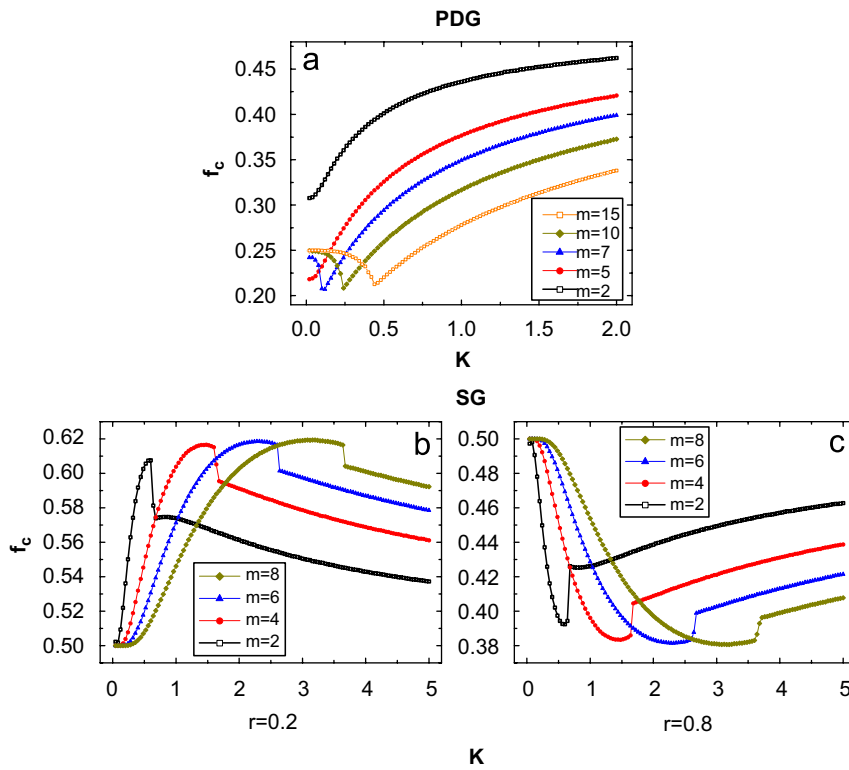 PDG
a
0.45
0.40
0.35
0.30
0.25
0.20
f_c
m=15
m=10
m=7
m=5
m=2
0.0 0.5 1.0 1.5 2.0
K
SG
b
0.62
0.60
0.58
0.56
0.54
0.52
0.50
f_c
m=8
m=6
m=4
m=2
0 1 2 3 4 5
r=0.2
c
0.50
0.48
0.46
0.44
0.42
0.40
0.38
m=8
m=6
m=4
m=2
0 1 2 3 4 5
r=0.8
K